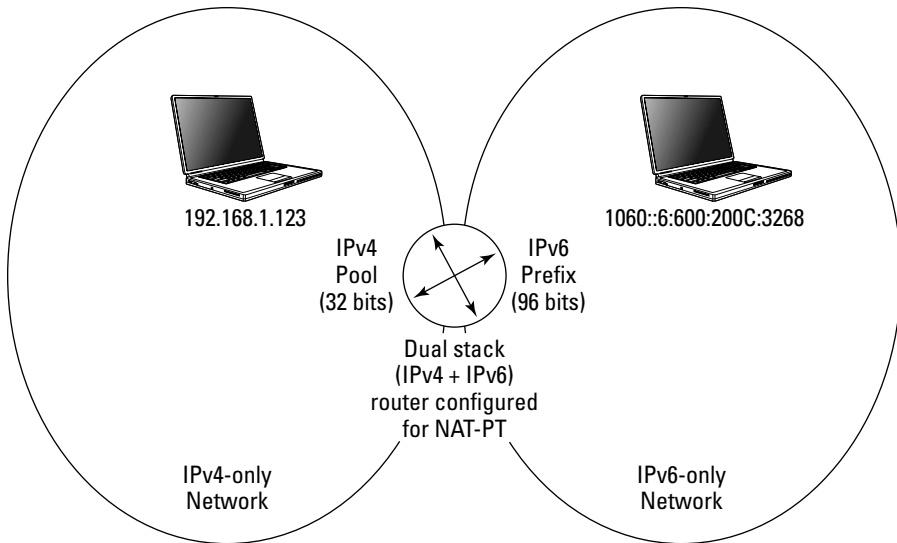 192.168.1.123
1060::6:600:200C:3268
IPv4
Pool
(32 bits)
IPv6
Prefix
(96 bits)
Dual stack
(IPv4 + IPv6)
router configured
for NAT-PT
IPv4-only
Network
IPv6-only
Network